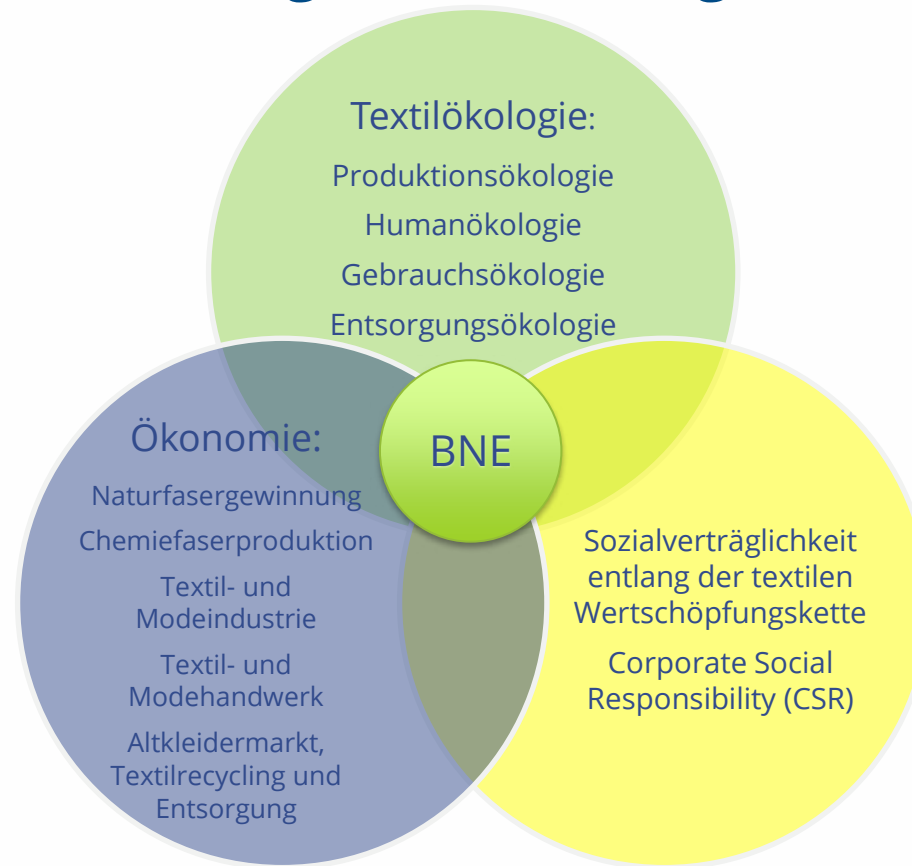 Textilökologie:
Produktionsökologie
Humanökologie
Gebrauchsökologie
Entsorgungsökologie
BNE
Ökonomie:
Naturfasergewinnung
Chemiefaserproduktion
Textil- und
Modeindustrie
Textil- und
Modehandwerk
Altkleidermarkt,
Textilrecycling und
Entsorgung
Sozialverträglichkeit
entlang der textilen
Wertschöpfungskette
Corporate Social
Responsibility (CSR)